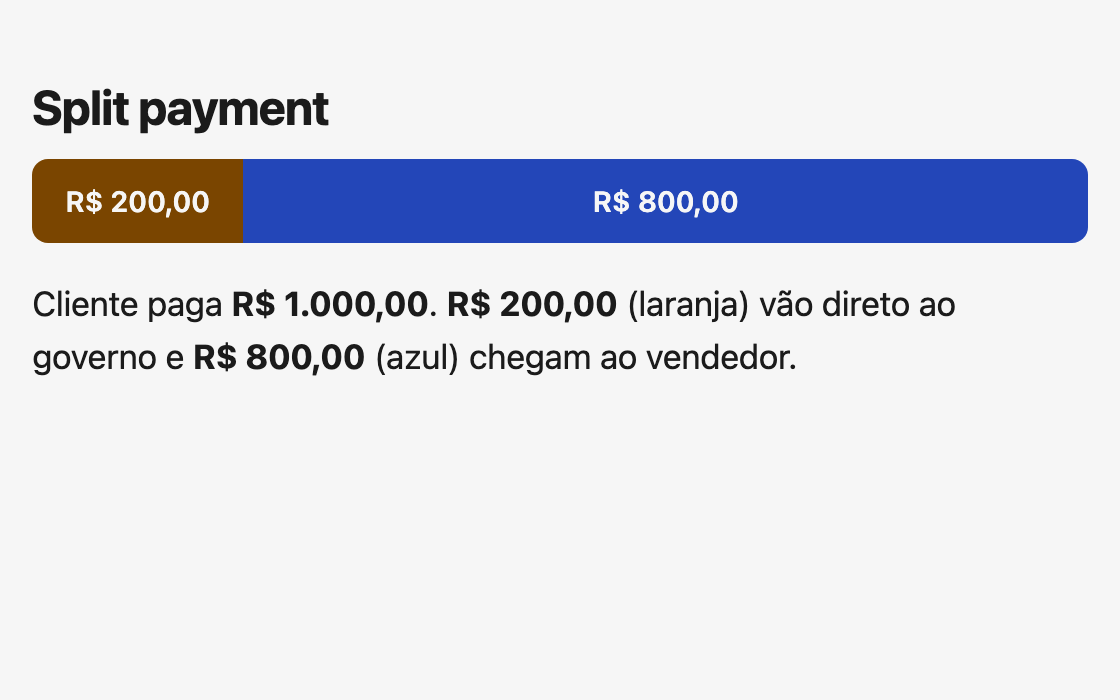 Split payment
R$ 200,00
R$ 800,00
Cliente paga R$ 1.000,00. R$ 200,00 (laranja) vão direto ao
governo e R$ 800,00 (azul) chegam ao vendedor.